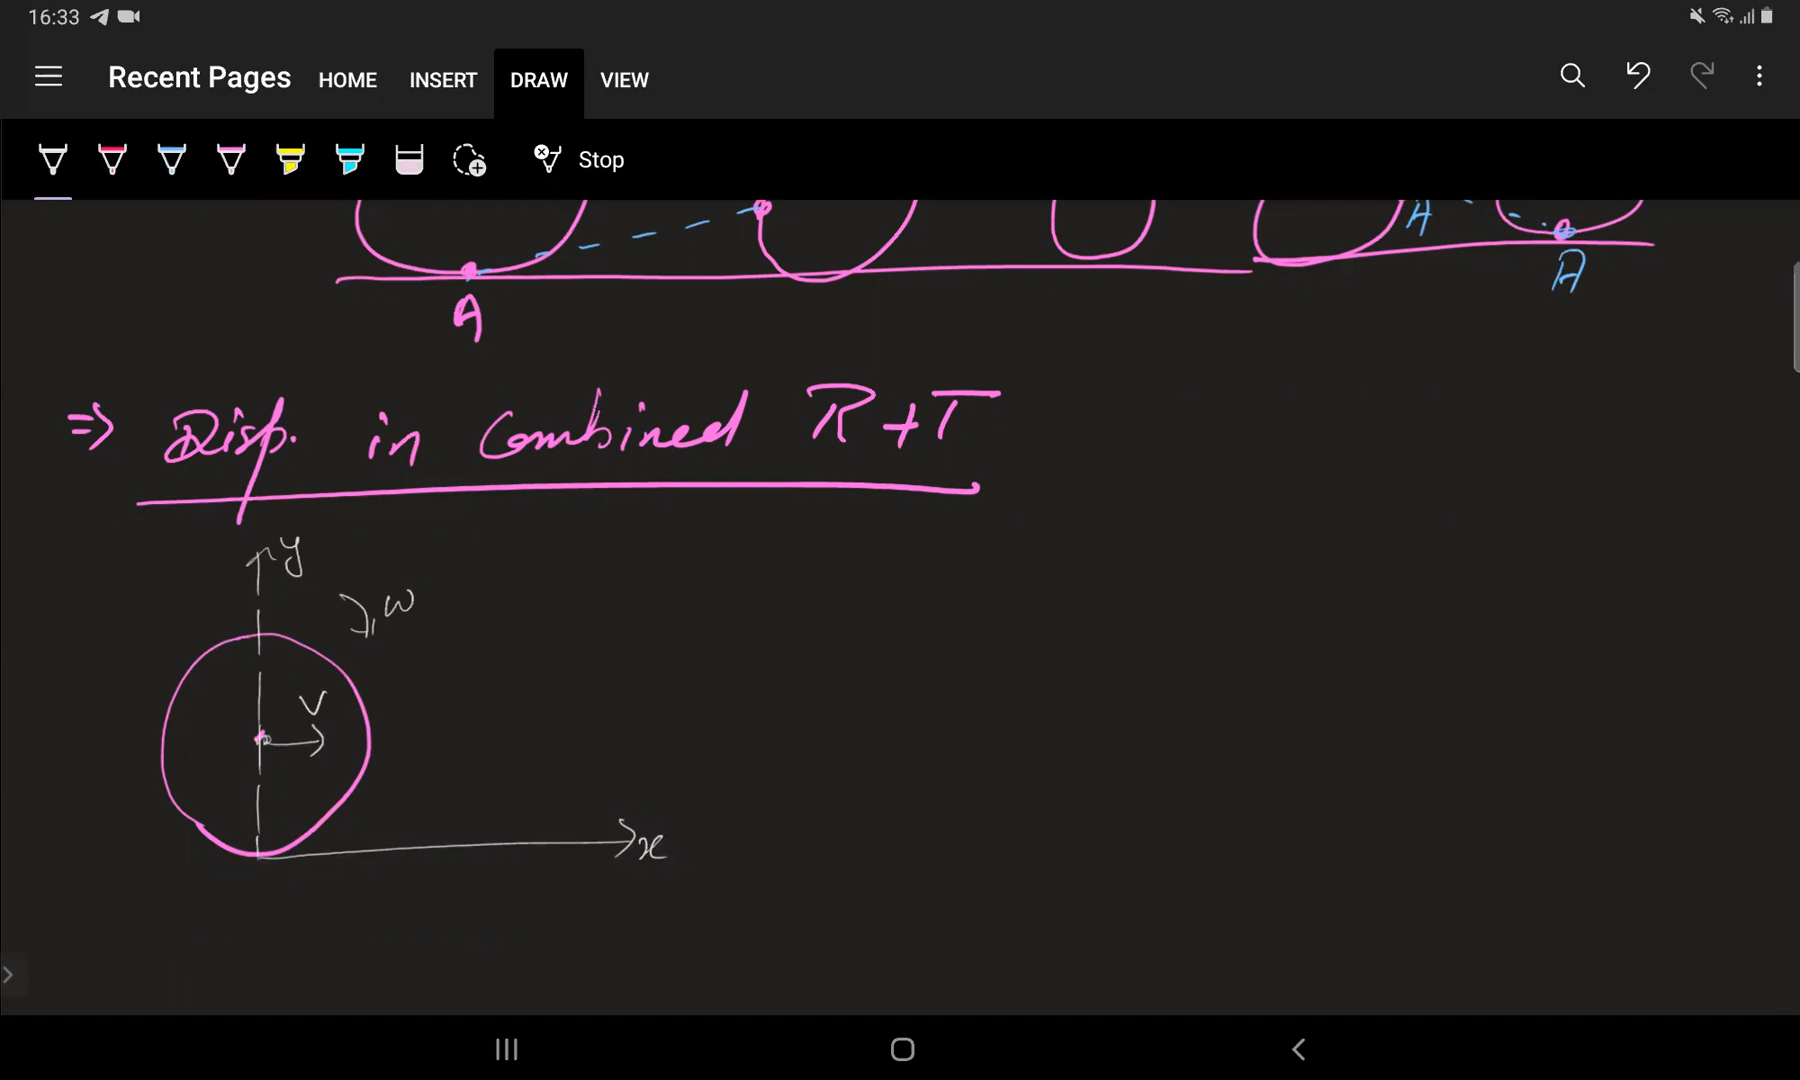 16:33
Recent Pages HOME INSERT DRAW VIEW
Stop
A
A
A
=> Disp. in Combined R+T
y
ω
v
x